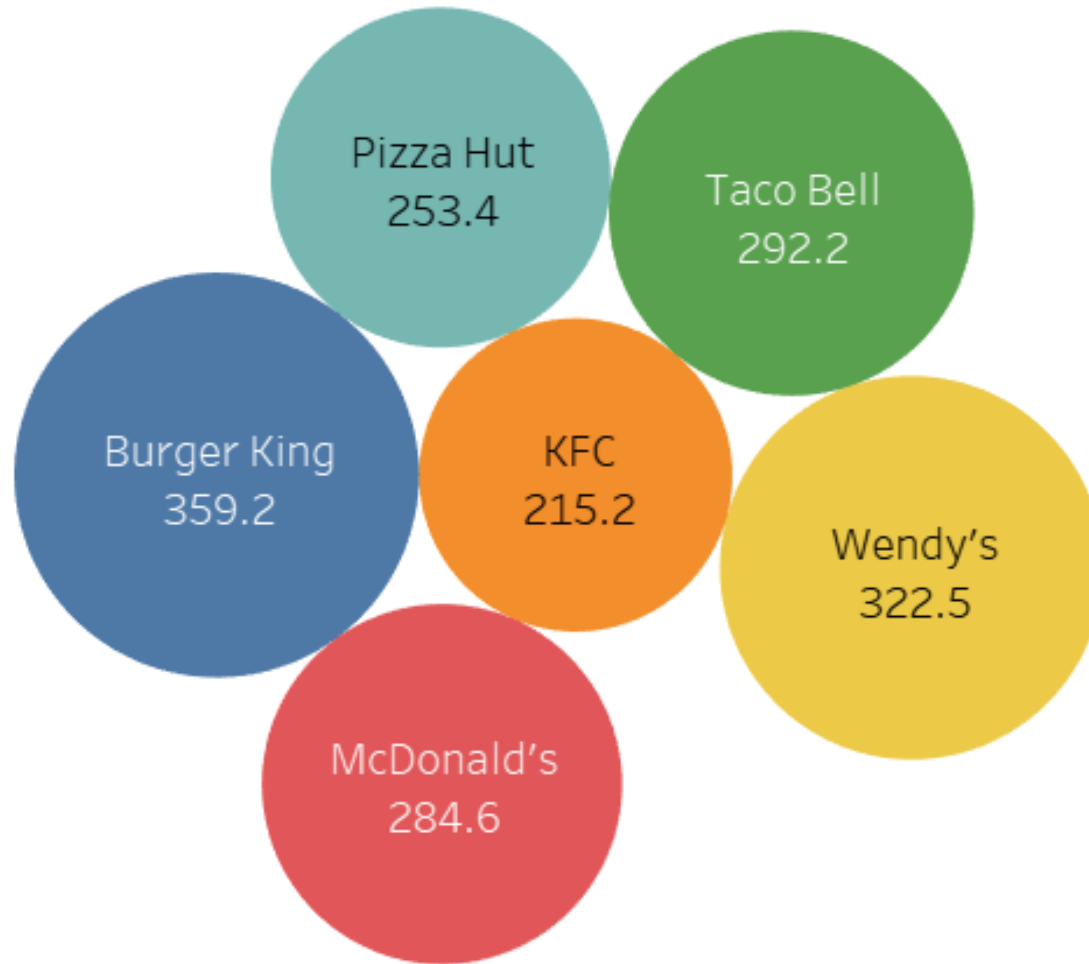 Pizza Hut
253.4
Taco Bell
292.2
Burger King
359.2
KFC
215.2
Wendy’s
322.5
McDonald’s
284.6